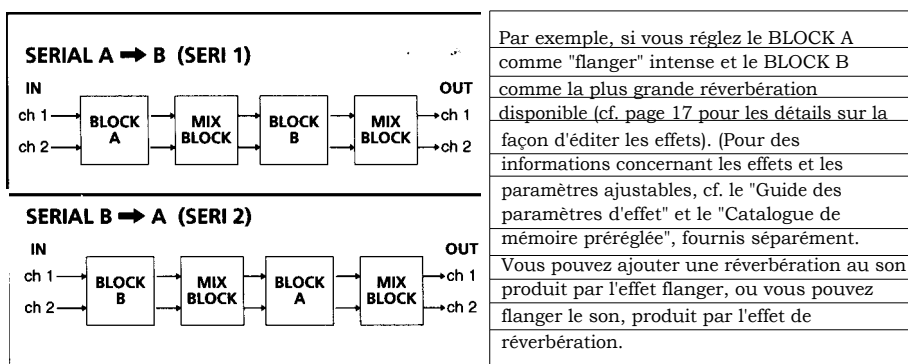 SERIAL A ➡ B (SERI 1)
IN
OUT
ch 1
BLOCK A
MIX BLOCK
BLOCK B
MIX BLOCK
ch 1
ch 2
ch 2
SERIAL B ➡ A (SERI 2)
IN
OUT
ch 1
BLOCK B
MIX BLOCK
BLOCK A
MIX BLOCK
ch 1
ch 2
ch 2
Par exemple, si vous réglez le BLOCK A
comme "flanger" intense et le BLOCK B
comme la plus grande réverbération
disponible (cf. page 17 pour les détails sur la
façon d'éditer les effets). (Pour des
informations concernant les effets et les
paramètres ajustables, cf. le "Guide des
paramètres d'effet" et le "Catalogue de
mémoire préréglée", fournis séparément.
Vous pouvez ajouter une réverbération au son
produit par l'effet flanger, ou vous pouvez
flanger le son, produit par l'effet de
réverbération.